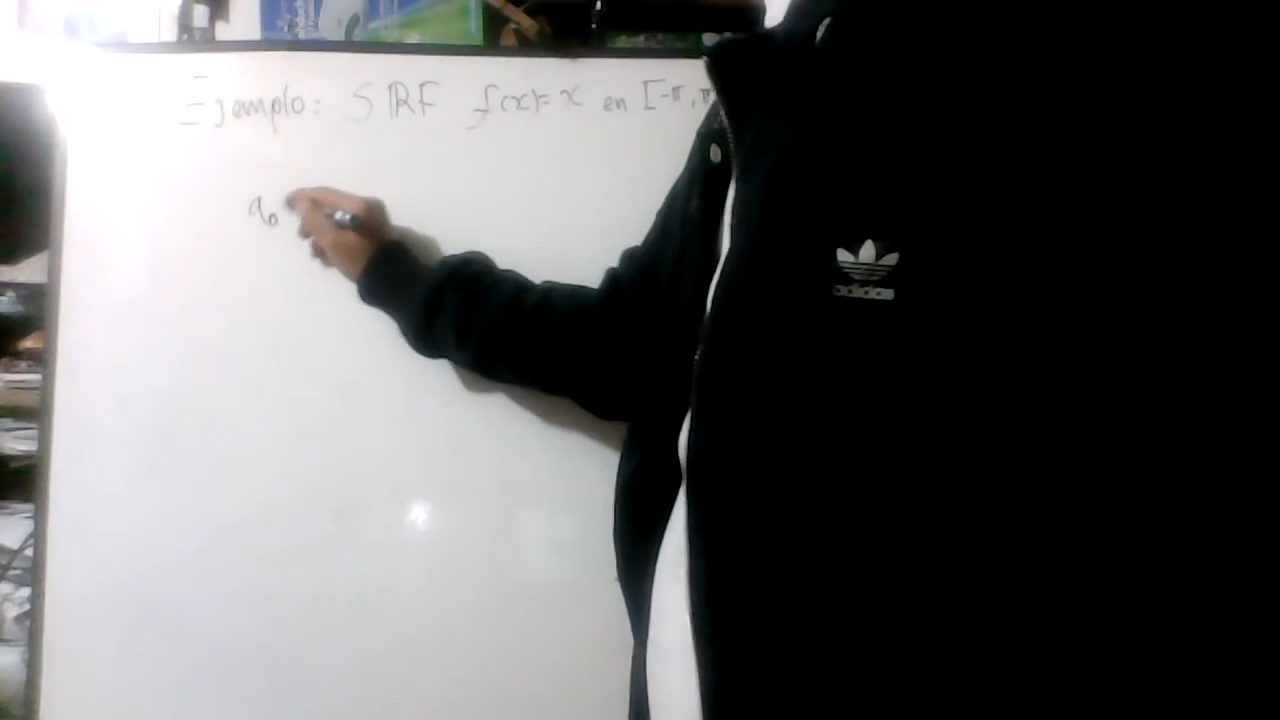 Ejemplo: SRF f(x)= x en [-π, π
a₀
adidas